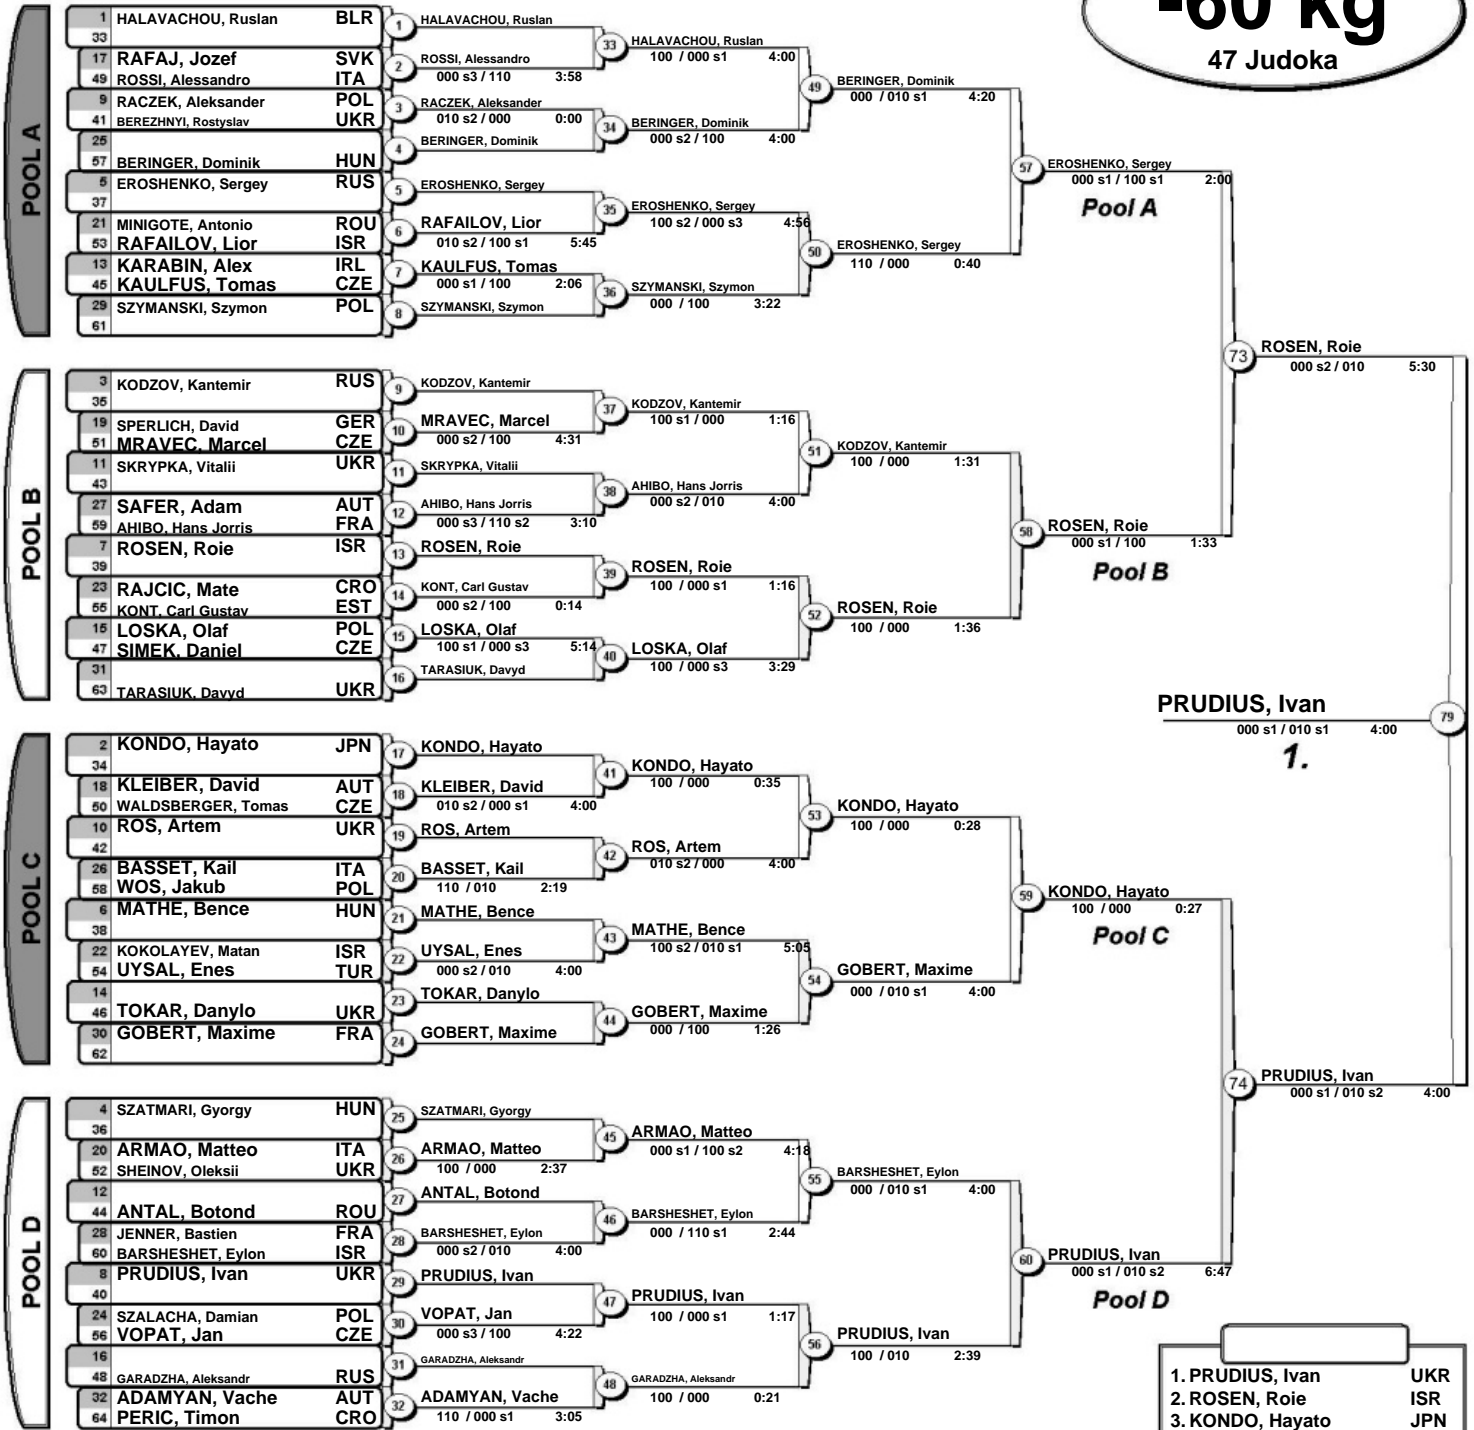 -60 kg
47 Judoka
POOL A
1 HALAVACHOU, Ruslan BLR
33
17 RAFAJ, Jozef SVK
49 ROSSI, Alessandro ITA
9 RACZEK, Aleksander POL
41 BEREZHNYI, Rostyslav UKR
25
57 BERINGER, Dominik HUN
5 EROSHENKO, Sergey RUS
37
21 MINIGOTE, Antonio ROU
53 RAFAILOV, Lior ISR
13 KARABIN, Alex IRL
45 KAULFUS, Tomas CZE
29 SZYMANSKI, Szymon POL
61
1 HALAVACHOU, Ruslan
2 ROSSI, Alessandro
000 s3 / 110 3:58
3 RACZEK, Aleksander
010 s2 / 000 0:00
4 BERINGER, Dominik
5 EROSHENKO, Sergey
6 RAFAILOV, Lior
010 s2 / 100 s1 5:45
7 KAULFUS, Tomas
000 s1 / 100 2:06
8 SZYMANSKI, Szymon
33 HALAVACHOU, Ruslan
100 / 000 s1 4:00
34 BERINGER, Dominik
000 s2 / 100 4:00
35 EROSHENKO, Sergey
100 s2 / 000 s3 4:56
36 SZYMANSKI, Szymon
000 / 100 3:22
49 BERINGER, Dominik
000 / 010 s1 4:20
50 EROSHENKO, Sergey
110 / 000 0:40
57 EROSHENKO, Sergey
000 s1 / 100 s1 2:00
Pool A
POOL B
3 KODZOV, Kantemir RUS
35
19 SPERLICH, David GER
51 MRAVEC, Marcel CZE
11 SKRYPKA, Vitalii UKR
43
27 SAFER, Adam AUT
59 AHIBO, Hans Jorris FRA
7 ROSEN, Roie ISR
39
23 RAJCIC, Mate CRO
55 KONT, Carl Gustav EST
15 LOSKA, Olaf POL
47 SIMEK, Daniel CZE
31
63 TARASIUK, Davyd UKR
9 KODZOV, Kantemir
10 MRAVEC, Marcel
000 s2 / 100 4:31
11 SKRYPKA, Vitalii
12 AHIBO, Hans Jorris
000 s3 / 110 s2 3:10
13 ROSEN, Roie
14 KONT, Carl Gustav
000 s2 / 100 0:14
15 LOSKA, Olaf
100 s1 / 000 s3 5:14
16 TARASIUK, Davyd
37 KODZOV, Kantemir
100 s1 / 000 1:16
38 AHIBO, Hans Jorris
000 s2 / 010 4:00
39 ROSEN, Roie
100 / 000 s1 1:16
40 LOSKA, Olaf
100 / 000 s3 3:29
51 KODZOV, Kantemir
100 / 000 1:31
52 ROSEN, Roie
100 / 000 1:36
58 ROSEN, Roie
000 s1 / 100 1:33
Pool B
73 ROSEN, Roie
000 s2 / 010 5:30
PRUDIUS, Ivan 79
000 s1 / 010 s1 4:00
1.
POOL C
2 KONDO, Hayato JPN
34
18 KLEIBER, David AUT
50 WALDSBERGER, Tomas CZE
10 ROS, Artem UKR
42
26 BASSET, Kail ITA
58 WOS, Jakub POL
6 MATHE, Bence HUN
38
22 KOKOLAYEV, Matan ISR
54 UYSAL, Enes TUR
14
46 TOKAR, Danylo UKR
30 GOBERT, Maxime FRA
62
17 KONDO, Hayato
18 KLEIBER, David
010 s2 / 000 s1 4:00
19 ROS, Artem
20 BASSET, Kail
110 / 010 2:19
21 MATHE, Bence
22 UYSAL, Enes
000 s2 / 010 4:00
23 TOKAR, Danylo
24 GOBERT, Maxime
41 KONDO, Hayato
100 / 000 0:35
42 ROS, Artem
010 s2 / 000 4:00
43 MATHE, Bence
100 s2 / 010 s1 5:05
44 GOBERT, Maxime
000 / 100 1:26
53 KONDO, Hayato
100 / 000 0:28
54 GOBERT, Maxime
000 / 010 s1 4:00
59 KONDO, Hayato
100 / 000 0:27
Pool C
74 PRUDIUS, Ivan
000 s1 / 010 s2 4:00
POOL D
4 SZATMARI, Gyorgy HUN
36
20 ARMAO, Matteo ITA
52 SHEINOV, Oleksii UKR
12
44 ANTAL, Botond ROU
28 JENNER, Bastien FRA
60 BARSHESHET, Eylon ISR
8 PRUDIUS, Ivan UKR
40
24 SZALACHA, Damian POL
56 VOPAT, Jan CZE
16
48 GARADZHA, Aleksandr RUS
32 ADAMYAN, Vache AUT
64 PERIC, Timon CRO
25 SZATMARI, Gyorgy
26 ARMAO, Matteo
100 / 000 2:37
27 ANTAL, Botond
28 BARSHESHET, Eylon
000 s2 / 010 4:00
29 PRUDIUS, Ivan
30 VOPAT, Jan
000 s3 / 100 4:22
31 GARADZHA, Aleksandr
32 ADAMYAN, Vache
110 / 000 s1 3:05
45 ARMAO, Matteo
000 s1 / 100 s2 4:18
46 BARSHESHET, Eylon
000 / 110 s1 2:44
47 PRUDIUS, Ivan
100 / 000 s1 1:17
48 GARADZHA, Aleksandr
100 / 000 0:21
55 BARSHESHET, Eylon
000 / 010 s1 4:00
56 PRUDIUS, Ivan
100 / 010 2:39
60 PRUDIUS, Ivan
000 s1 / 010 s2 6:47
Pool D
1. PRUDIUS, Ivan UKR
2. ROSEN, Roie ISR
3. KONDO, Hayato JPN